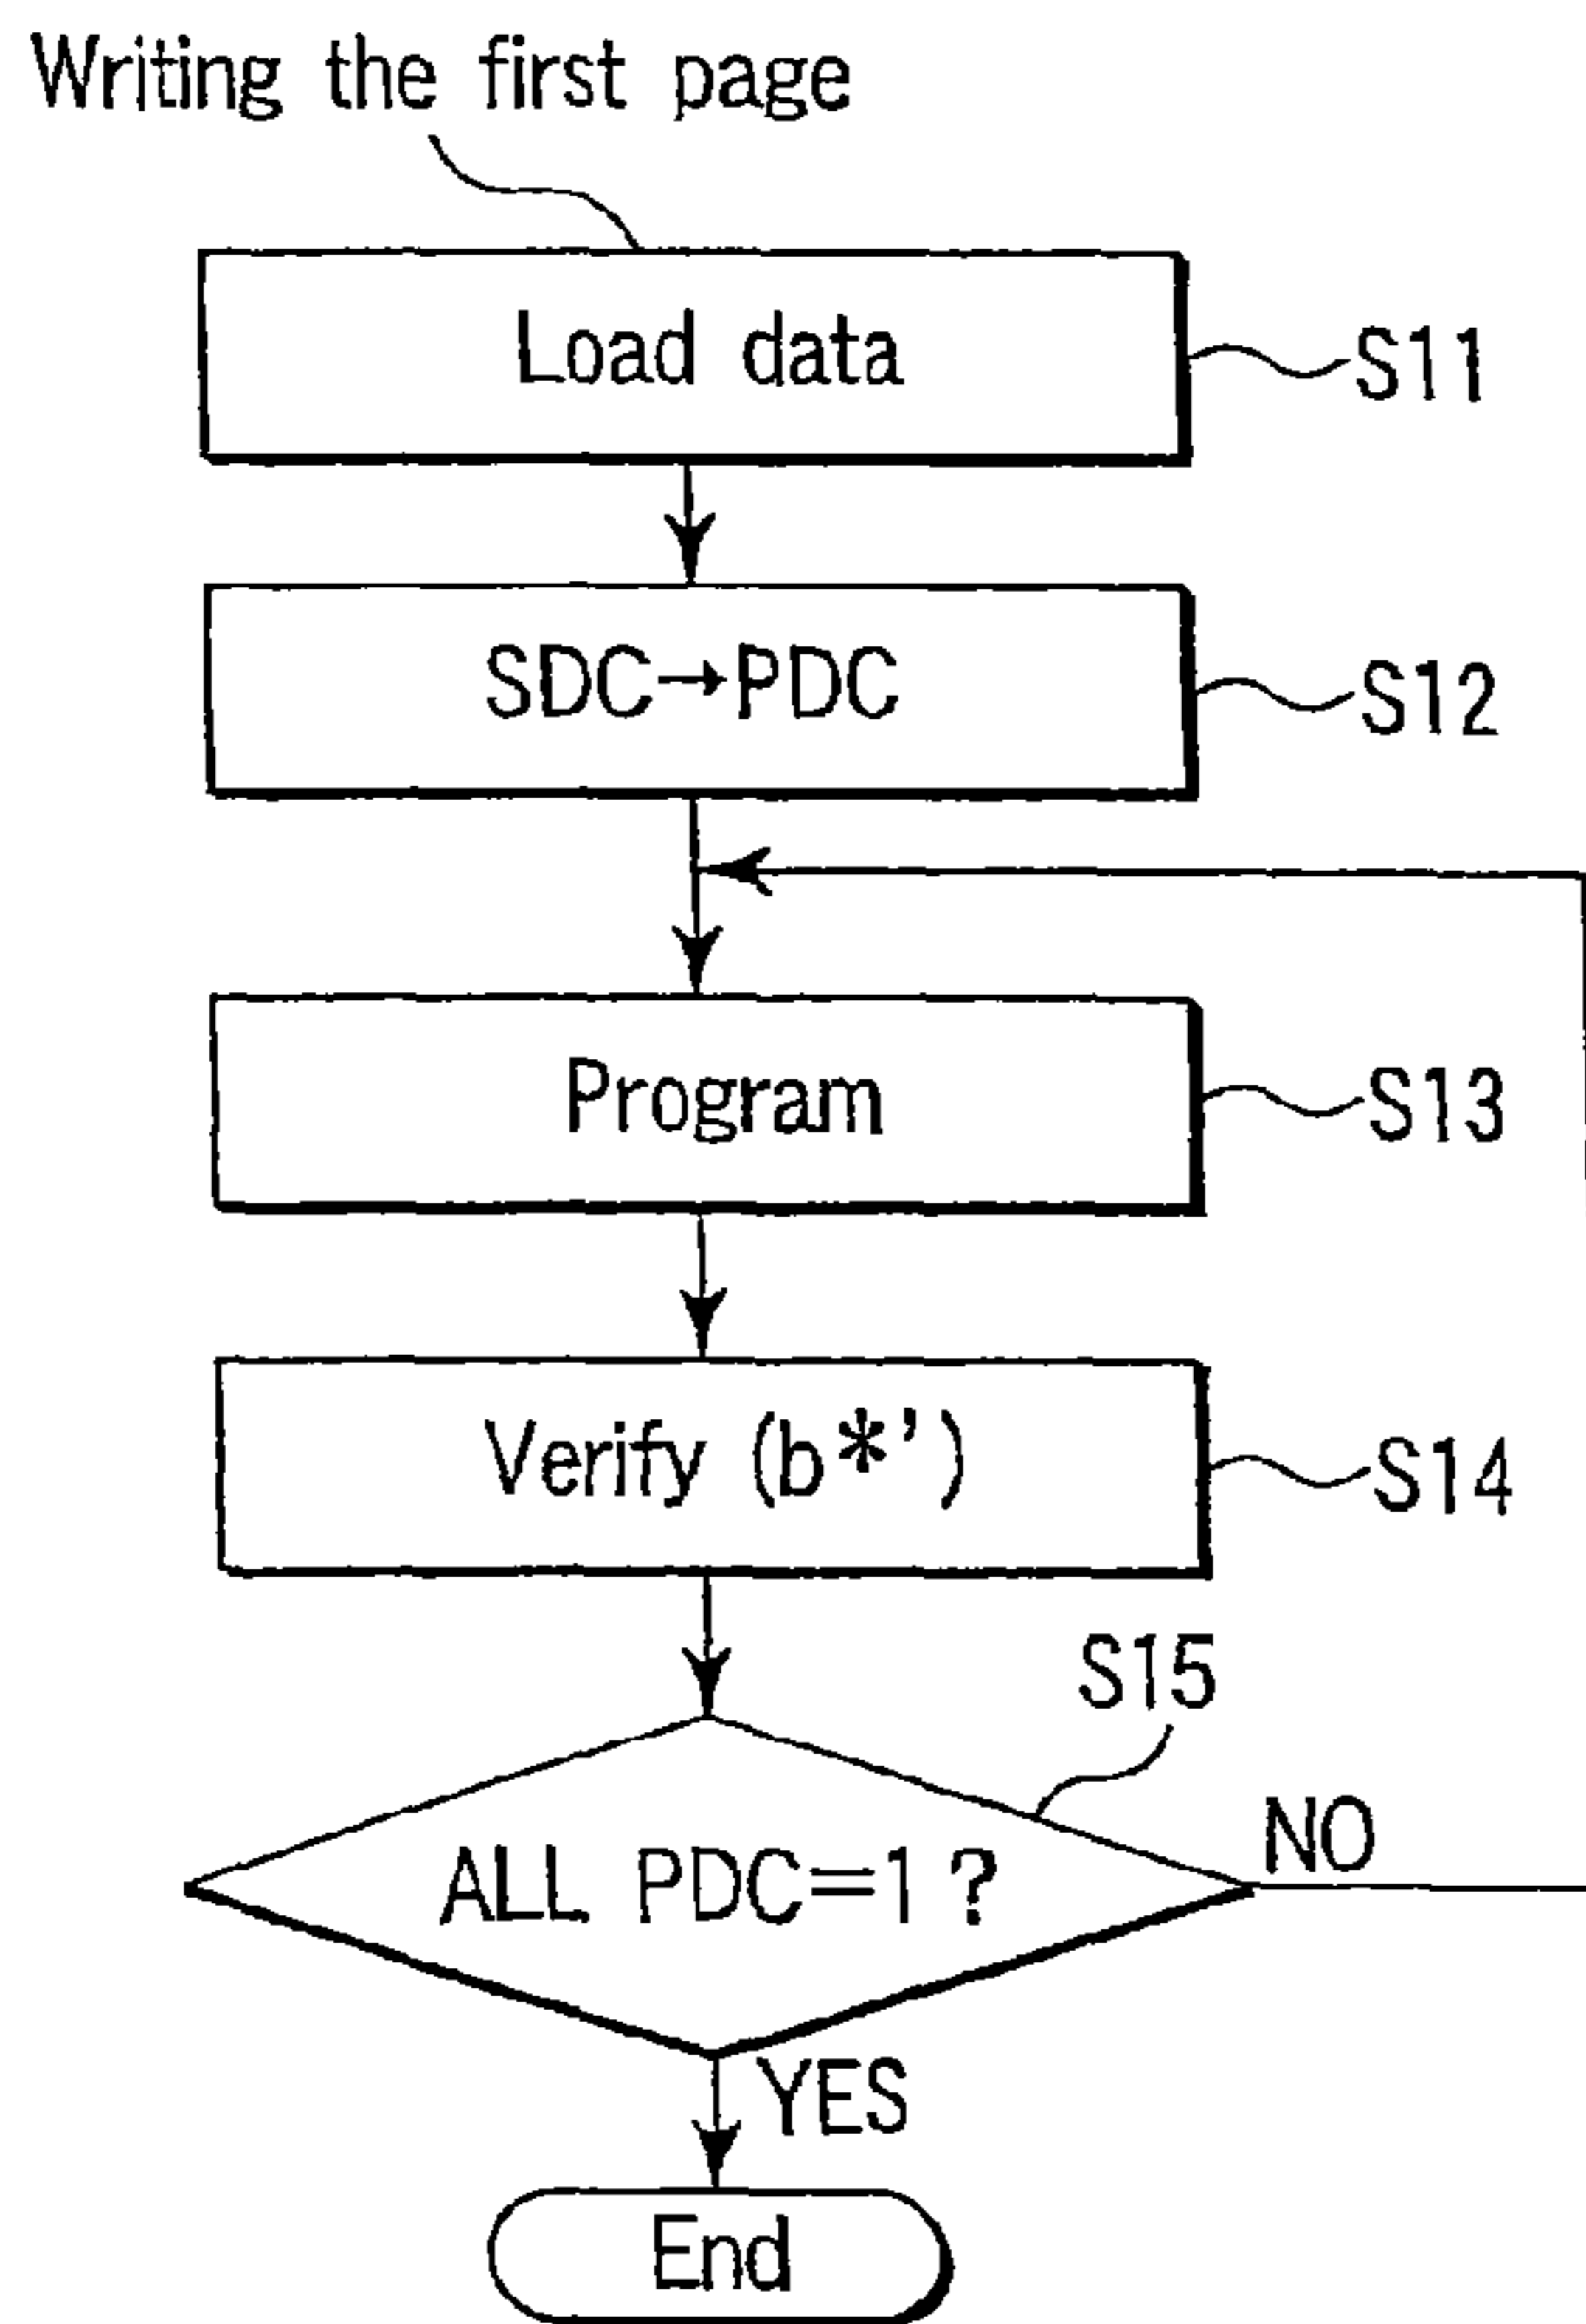 Writing the first page
Load data
S11
SDC→PDC
S12
Program
S13
Verify (b*')
S14
S15
ALL PDC=1 ?
NO
YES
End